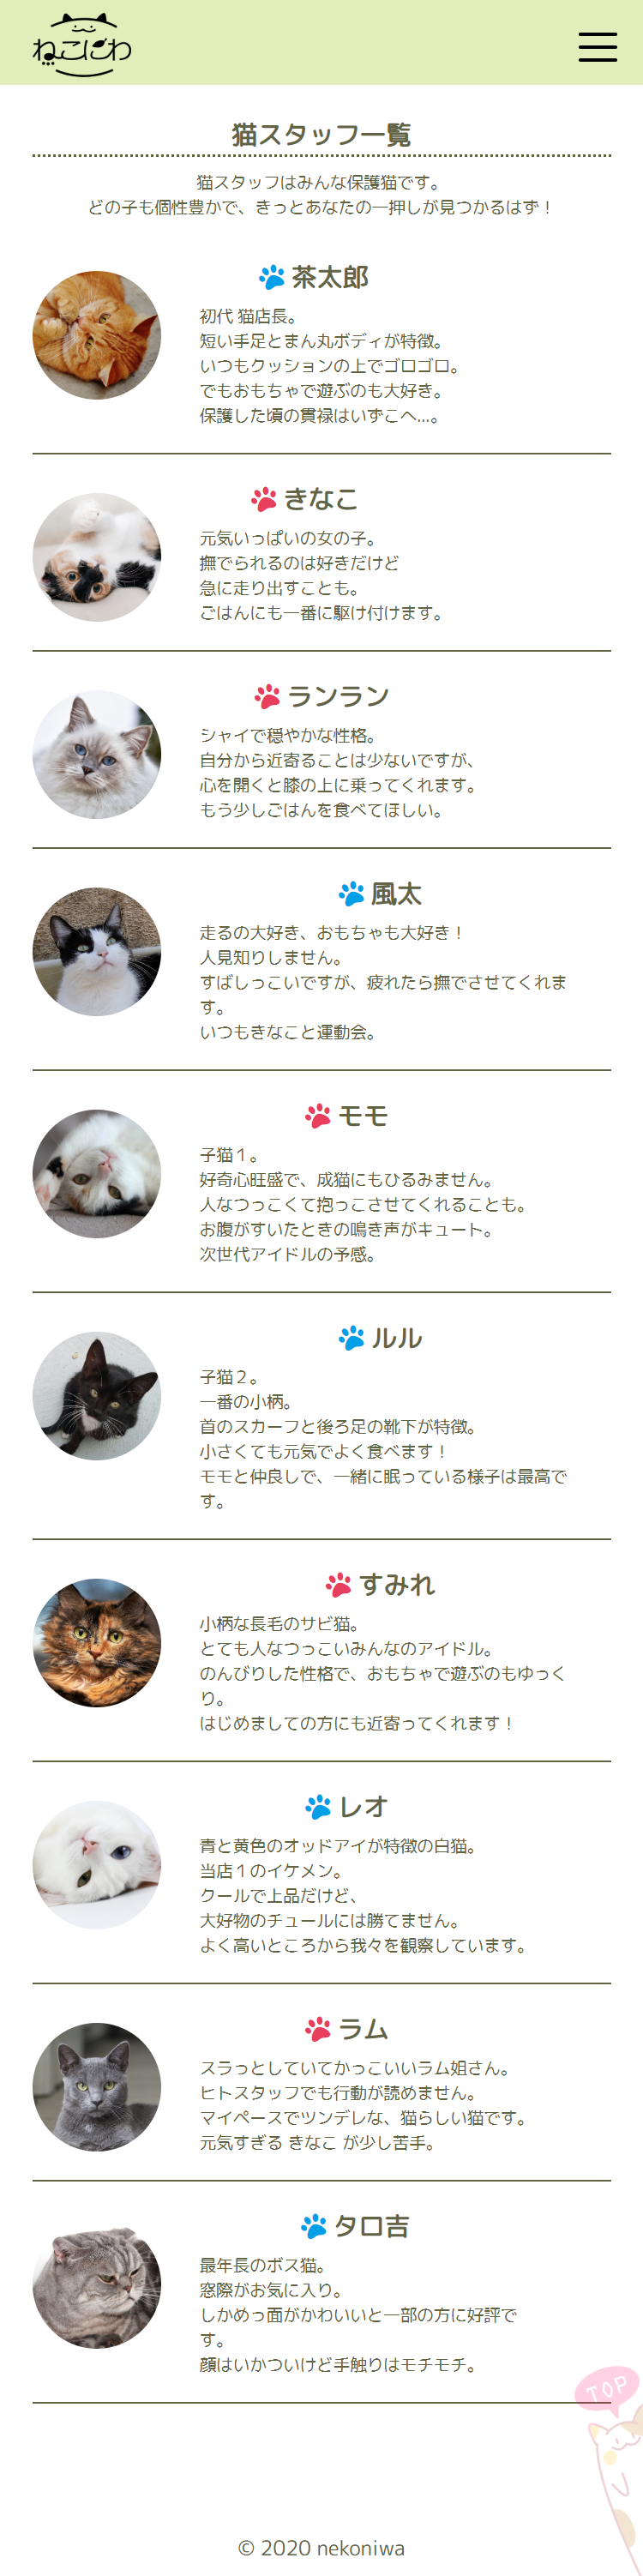 ねこにわ
猫スタッフ一覧
猫スタッフはみんな保護猫です。
どの子も個性豊かで、きっとあなたの一押しが見つかるはず！
茶太郎
初代 猫店長。
短い手足とまん丸ボディが特徴。
いつもクッションの上でゴロゴロ。
でもおもちゃで遊ぶのも大好き。
保護した頃の貫禄はいずこへ...。
きなこ
元気いっぱいの女の子。
撫でられるのは好きだけど
急に走り出すことも。
ごはんにも一番に駆け付けます。
ランラン
シャイで穏やかな性格。
自分から近寄ることは少ないですが、
心を開くと膝の上に乗ってくれます。
もう少しごはんを食べてほしい。
風太
走るの大好き、おもちゃも大好き！
人見知りしません。
すばしっこいですが、疲れたら撫でさせてくれま
す。
いつもきなこと運動会。
モモ
子猫１。
好奇心旺盛で、成猫にもひるみません。
人なつっこくて抱っこさせてくれることも。
お腹がすいたときの鳴き声がキュート。
次世代アイドルの予感。
ルル
子猫２。
一番の小柄。
首のスカーフと後ろ足の靴下が特徴。
小さくても元気でよく食べます！
モモと仲良しで、一緒に眠っている様子は最高で
す。
すみれ
小柄な長毛のサビ猫。
とても人なつっこいみんなのアイドル。
のんびりした性格で、おもちゃで遊ぶのもゆっく
り。
はじめましての方にも近寄ってくれます！
レオ
青と黄色のオッドアイが特徴の白猫。
当店１のイケメン。
クールで上品だけど、
大好物のチュールには勝てません。
よく高いところから我々を観察しています。
ラム
スラっとしていてかっこいいラム姐さん。
ヒトスタッフでも行動が読めません。
マイペースでツンデレな、猫らしい猫です。
元気すぎる きなこ が少し苦手。
タロ吉
最年長のボス猫。
窓際がお気に入り。
しかめっ面がかわいいと一部の方に好評で
す。
顔はいかついけど手触りはモチモチ。
TOP
© 2020 nekoniwa